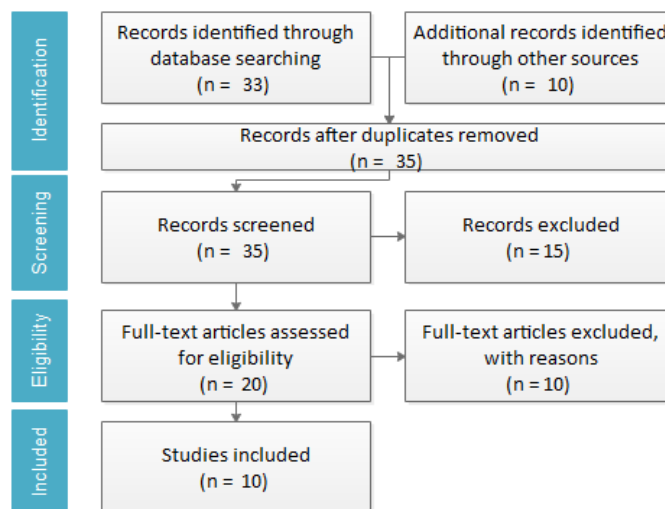 Identification
Records identified through
database searching
(n = 33)
Additional records identified
through other sources
(n = 10)
Records after duplicates removed
(n = 35)
Screening
Records screened
(n = 35)
Records excluded
(n = 15)
Eligibility
Full-text articles assessed
for eligibility
(n = 20)
Full-text articles excluded,
with reasons
(n = 10)
Included
Studies included
(n = 10)